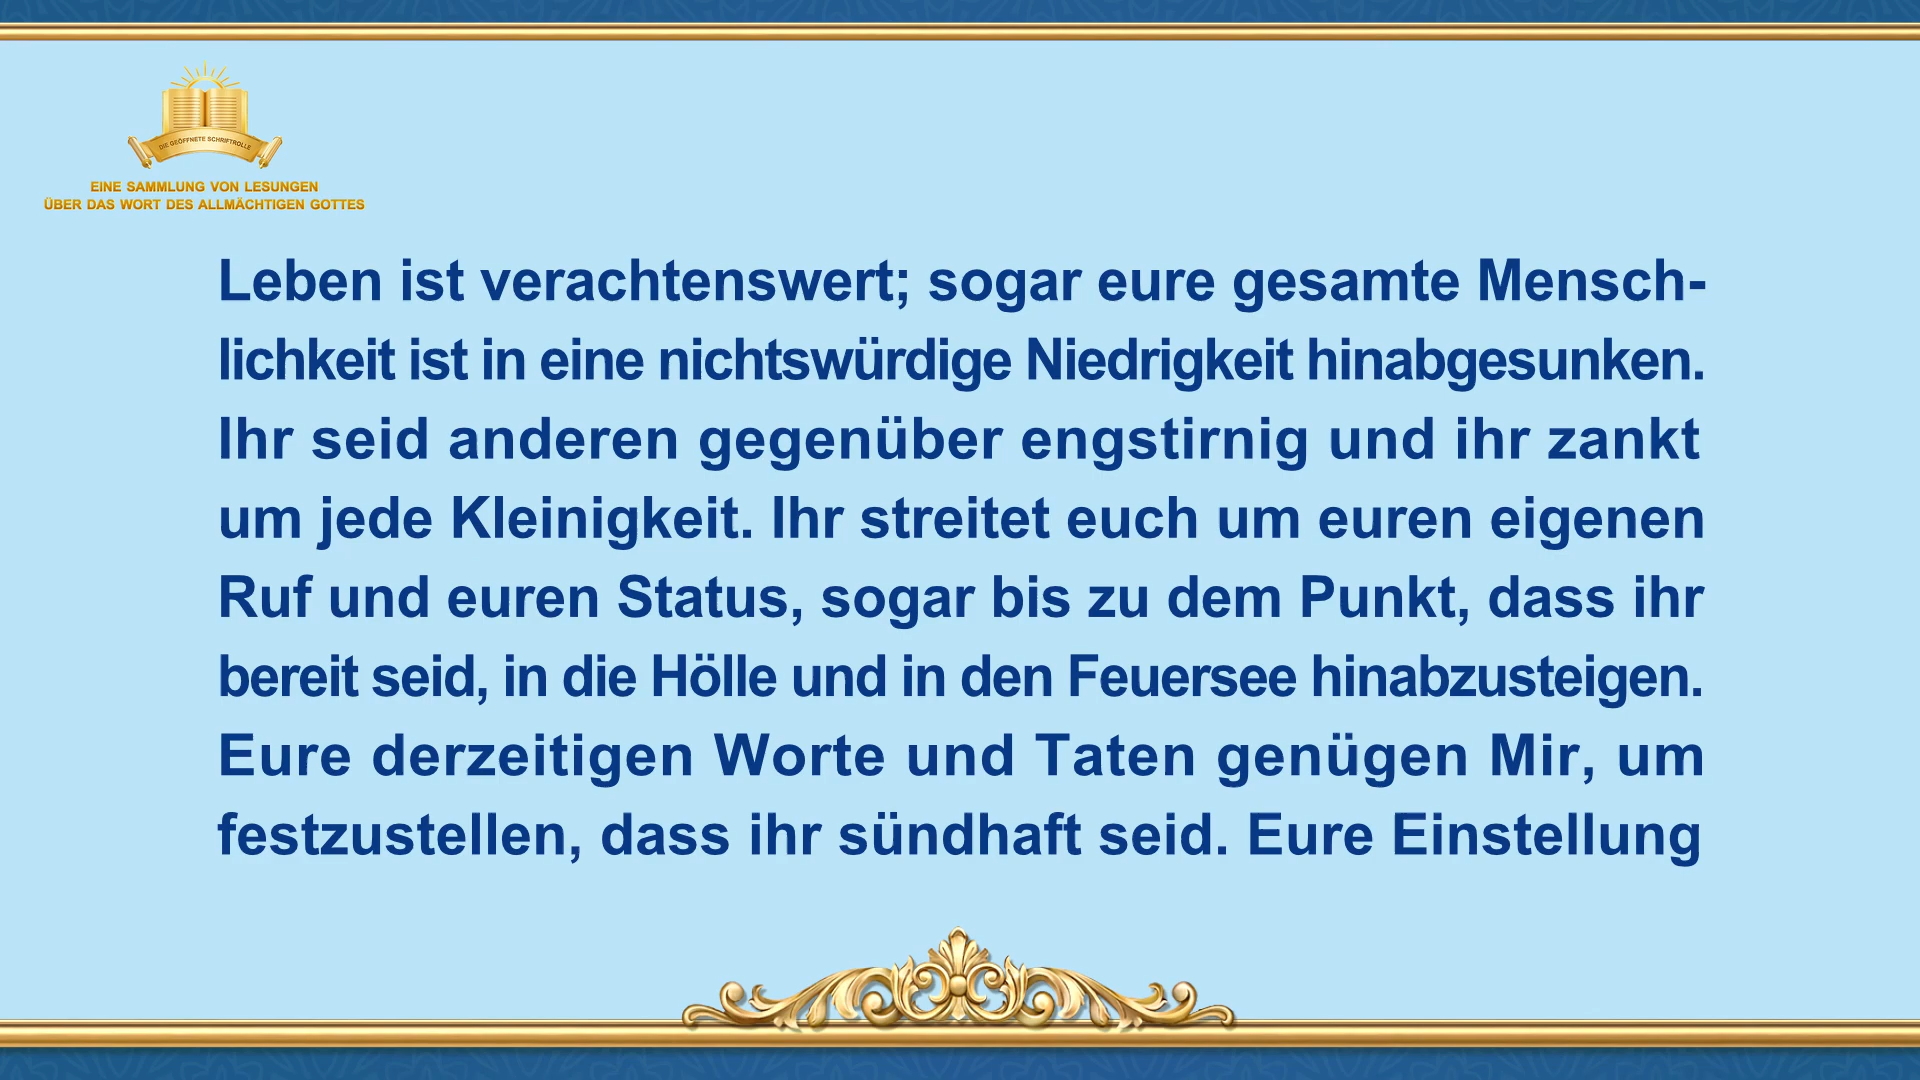 DIE GEÖFFNETE SCHRIFTROLLE
EINE SAMMLUNG VON LESUNGEN
ÜBER DAS WORT DES ALLMÄCHTIGEN GOTTES
Leben ist verachtenswert; sogar eure gesamte Mensch-
lichkeit ist in eine nichtswürdige Niedrigkeit hinabgesunken.
Ihr seid anderen gegenüber engstirnig und ihr zankt
um jede Kleinigkeit. Ihr streitet euch um euren eigenen
Ruf und euren Status, sogar bis zu dem Punkt, dass ihr
bereit seid, in die Hölle und in den Feuersee hinabzusteigen.
Eure derzeitigen Worte und Taten genügen Mir, um
festzustellen, dass ihr sündhaft seid. Eure Einstellung